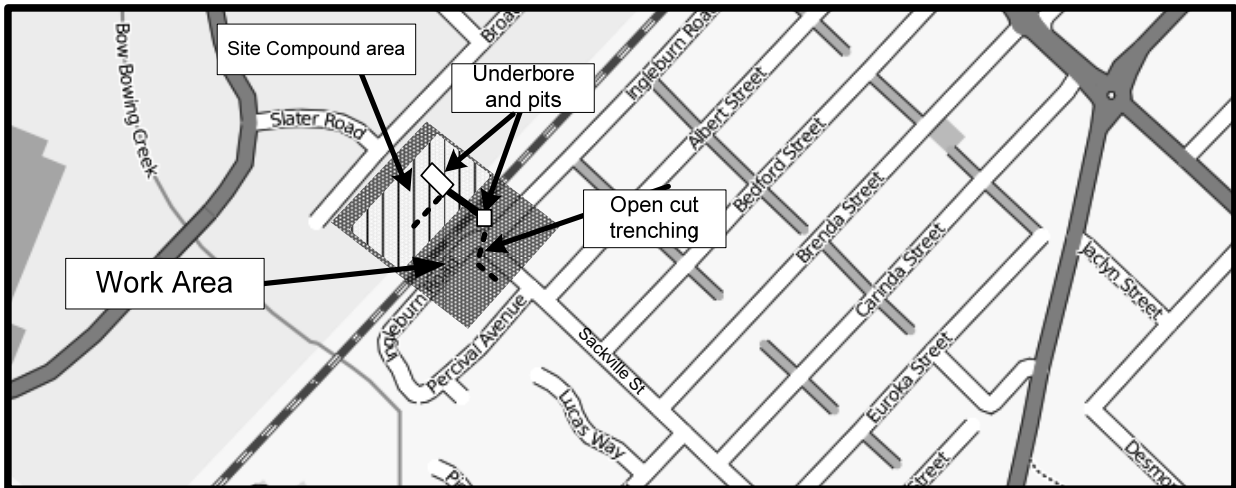 Bow Bowing Creek
Broad
Site Compound area
Underbore
and pits
Slater Road
Ingleburn Road
Albert Street
Bedford Street
Brenda Street
Carinda Street
Open cut
trenching
Work Area
Jaclyn Street
Ingleburn
Percival Avenue
Sackville St
Euroka Street
Lucas Way
Street
Desmo